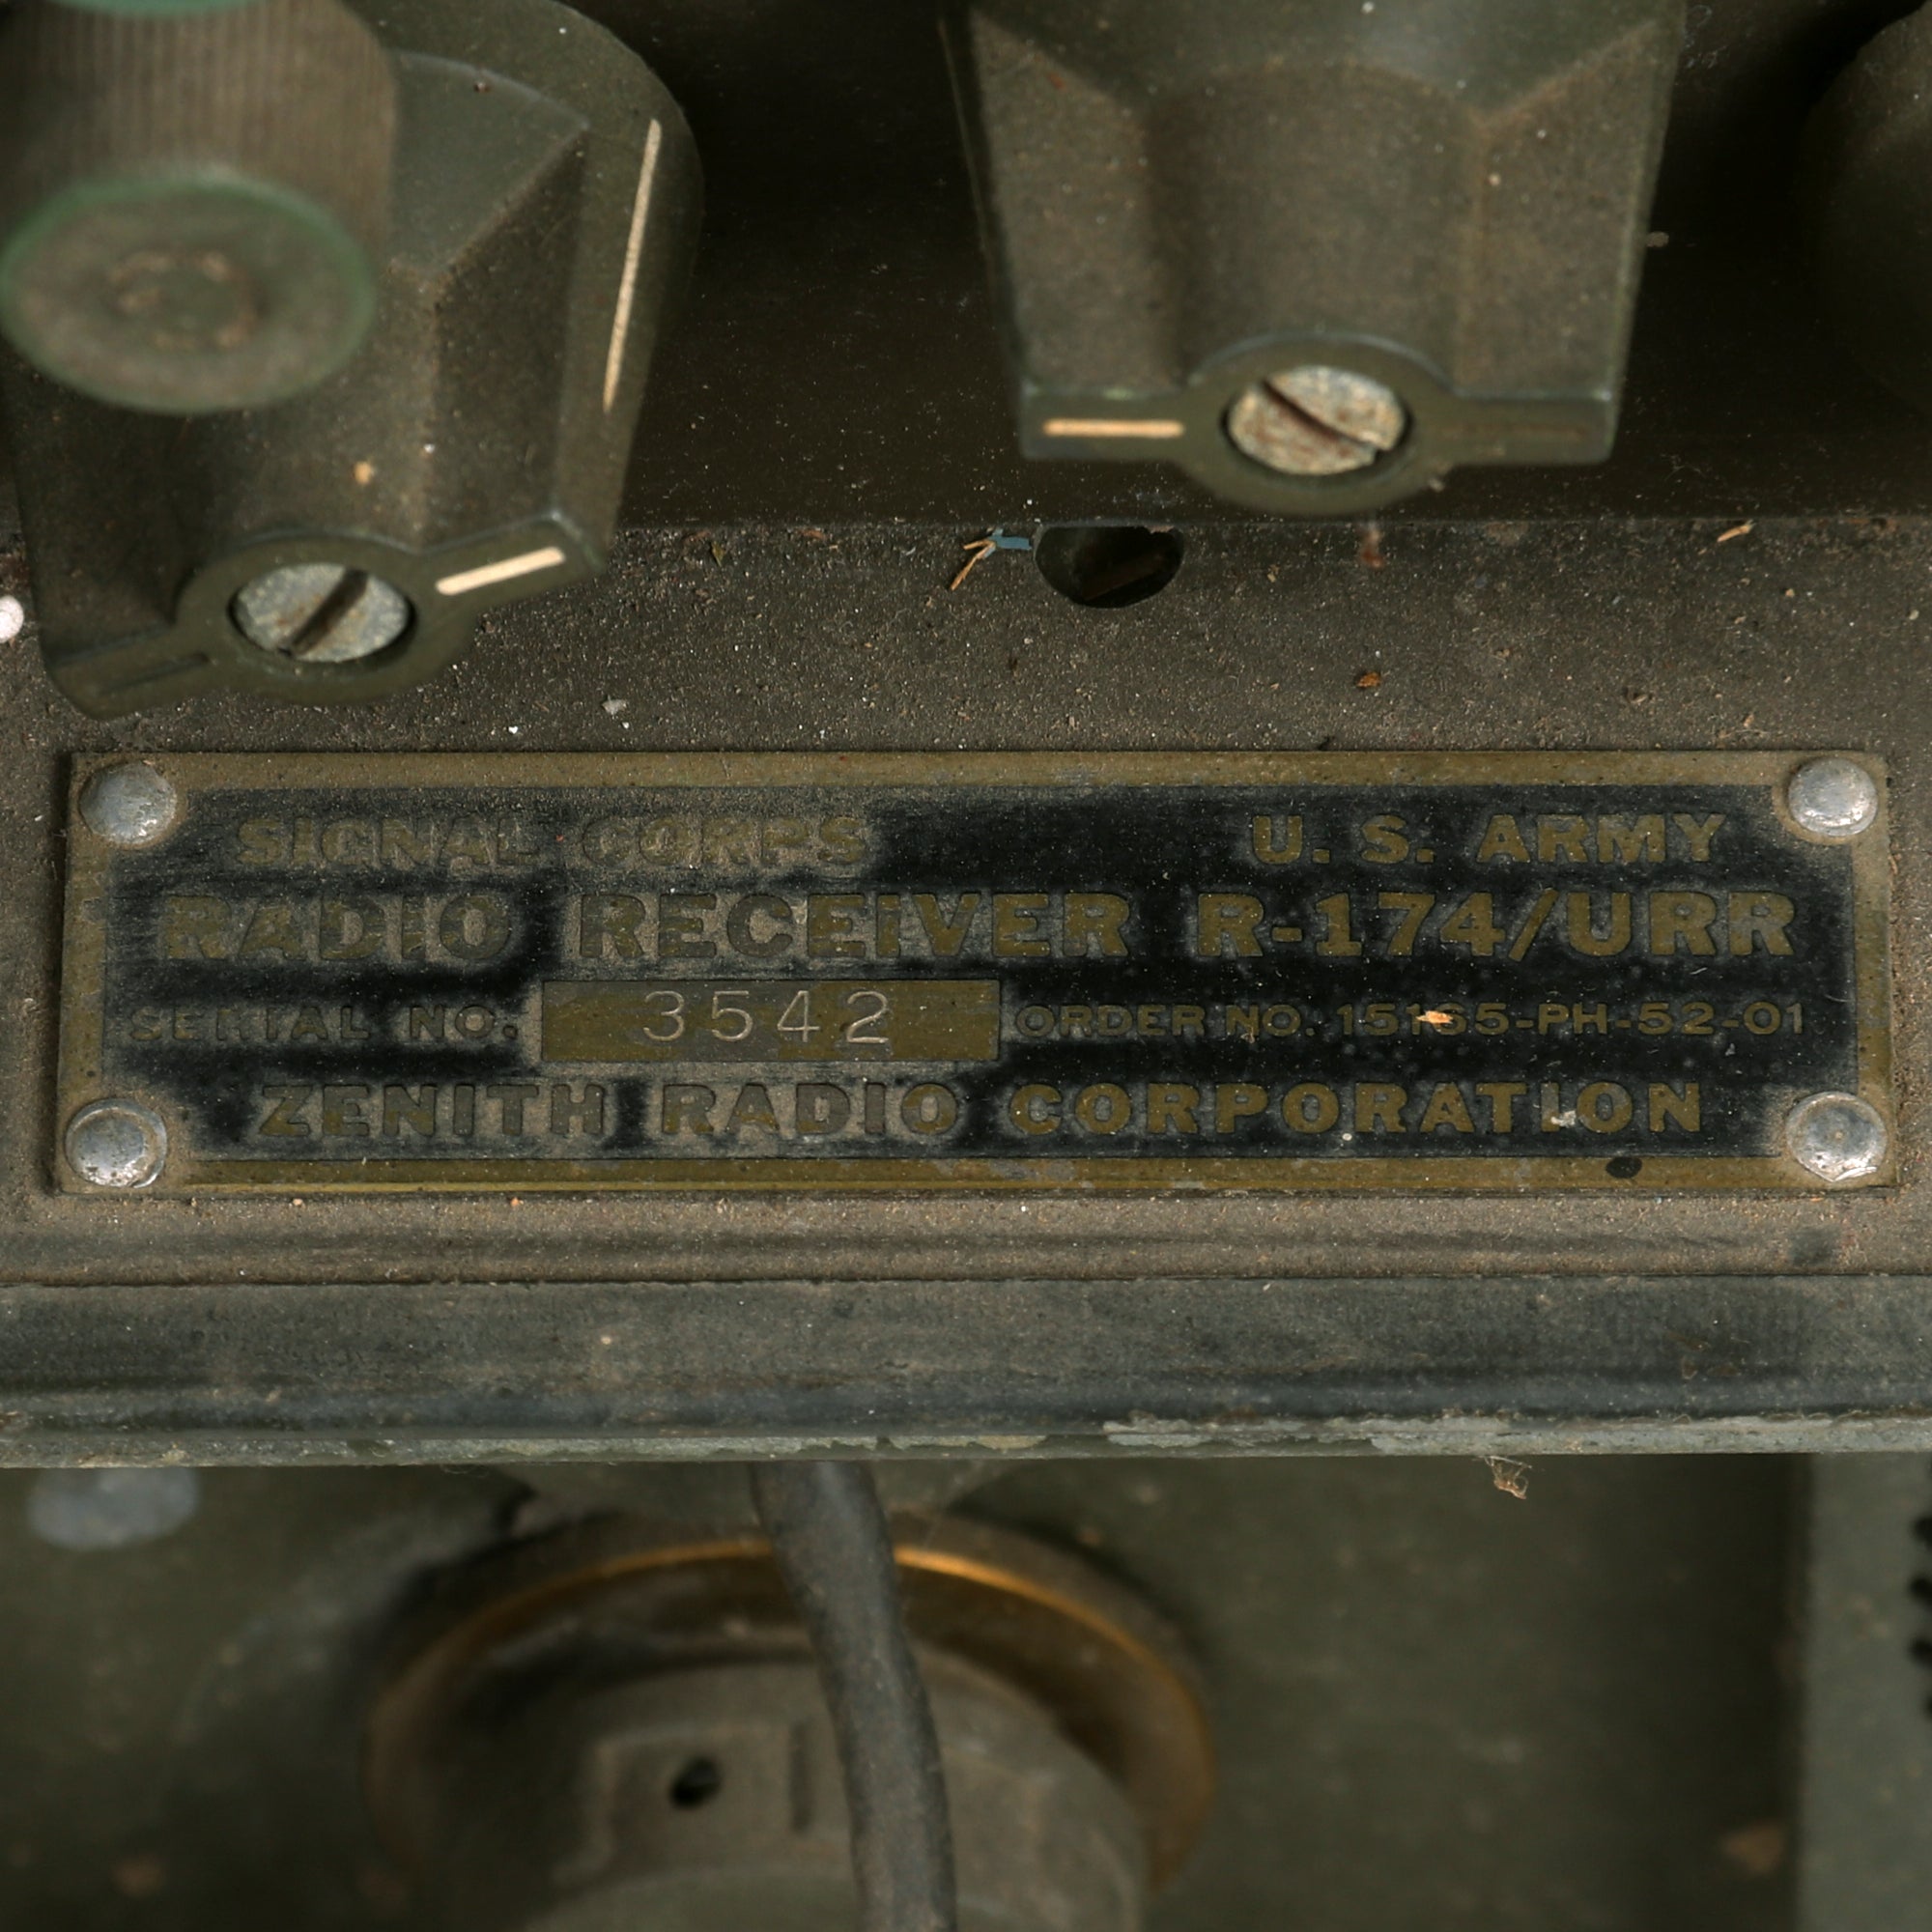 SIGNAL CORPS U. S. ARMY
RADIO RECEIVER R-174/URR
SERIAL NO. 3542 ORDER NO. 15165-PH-52-01
ZENITH RADIO CORPORATION